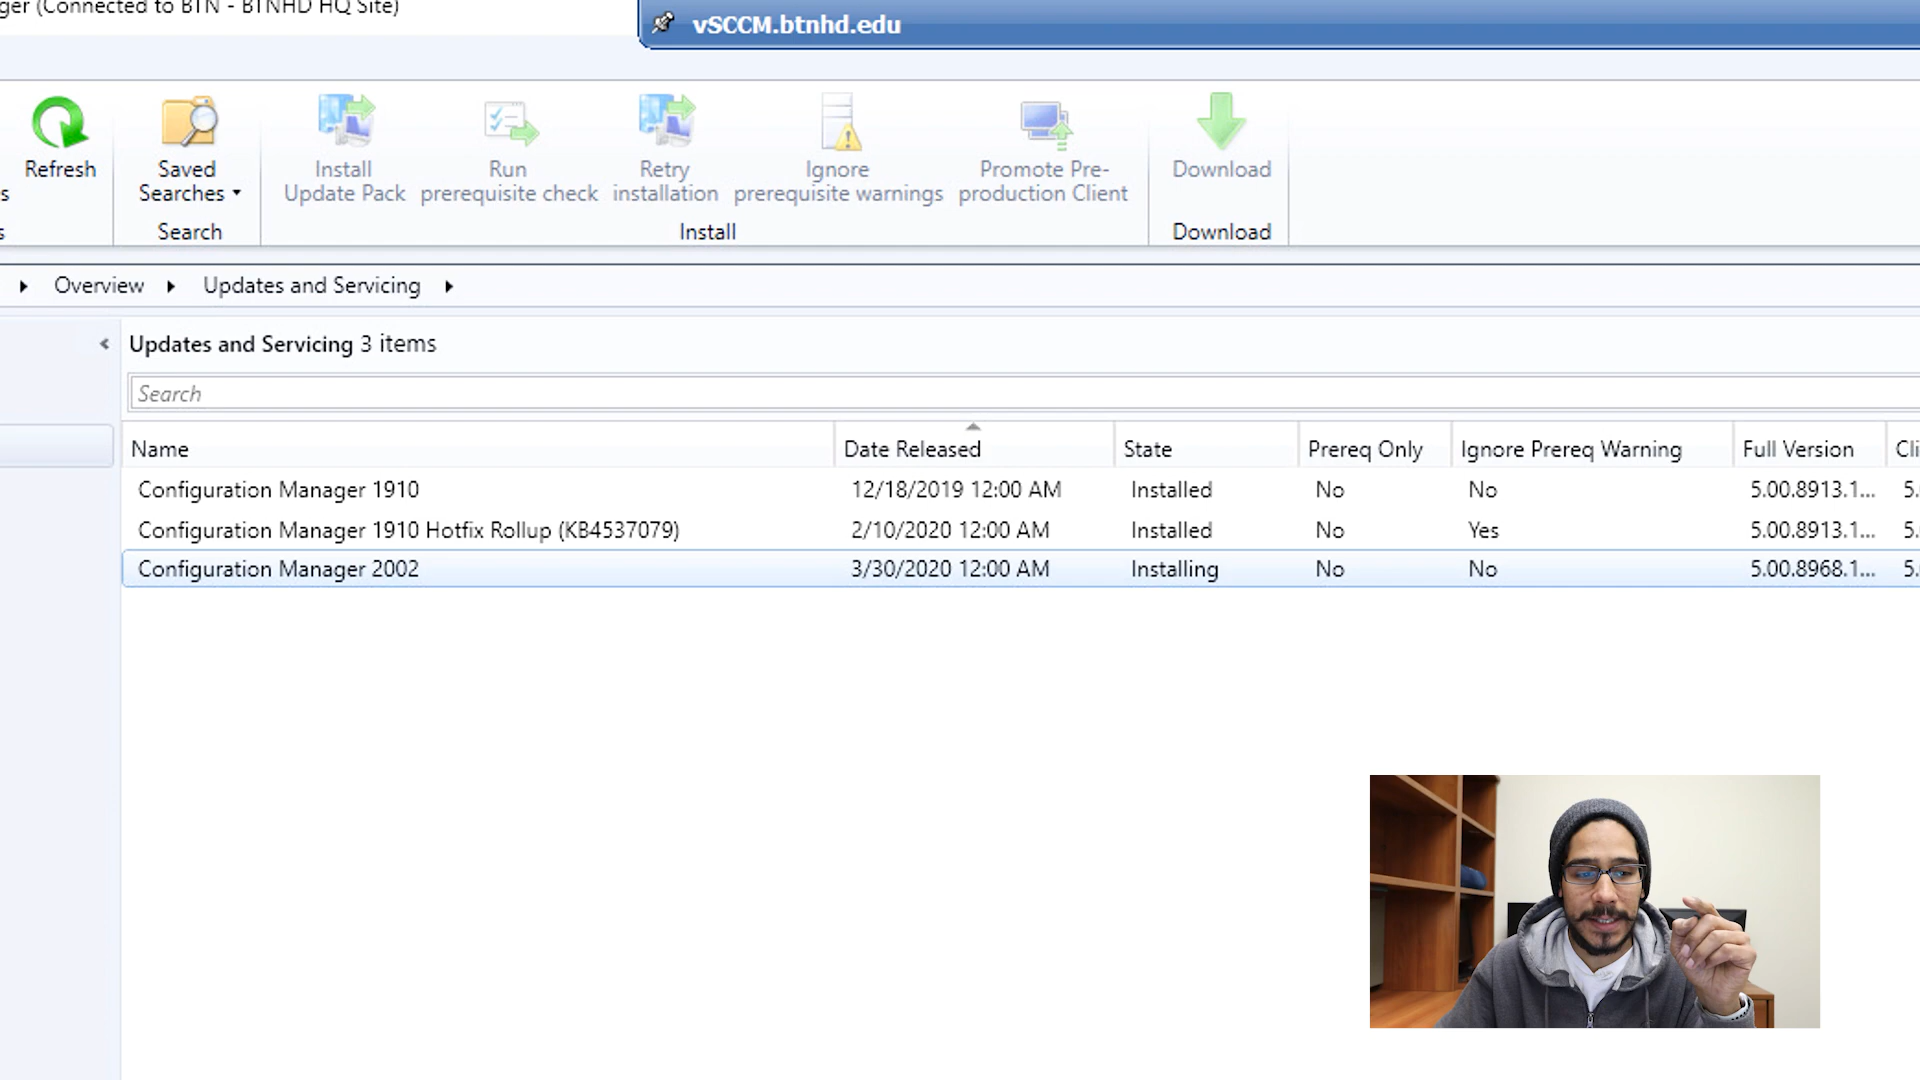 ger (Connected to BTN - BTNHD HQ Site)
vSCCM.btnhd.edu
Refresh
Saved Searches
Install Update Pack
Run prerequisite check
Retry installation
Ignore prerequisite warnings
Promote Pre-production Client
Download
s
s
Search
Install
Download
Overview
Updates and Servicing
Updates and Servicing 3 items
Search
Name Date Released State Prereq Only Ignore Prereq Warning Full Version Cli
Configuration Manager 1910 12/18/2019 12:00 AM Installed No No 5.00.8913.1... 5.
Configuration Manager 1910 Hotfix Rollup (KB4537079) 2/10/2020 12:00 AM Installed No Yes 5.00.8913.1... 5.
Configuration Manager 2002 3/30/2020 12:00 AM Installing No No 5.00.8968.1... 5.